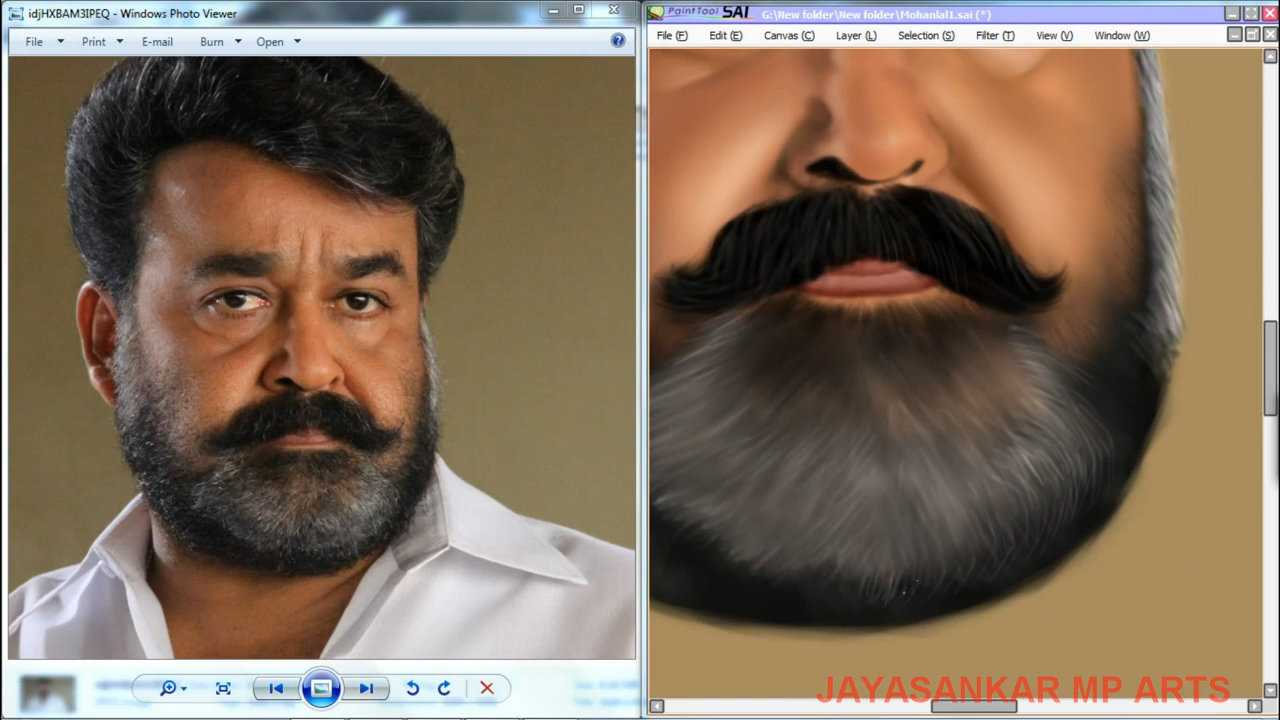 idjHXBAM3IPEQ - Windows Photo Viewer
File Print E-mail Burn Open
PaintTool SAI G:\New folder\New folder\Mohanlal1.sai (*)
File (F) Edit (E) Canvas (C) Layer (L) Selection (S) Filter (T) View (V) Window (W)
JAYASANKAR MP ARTS